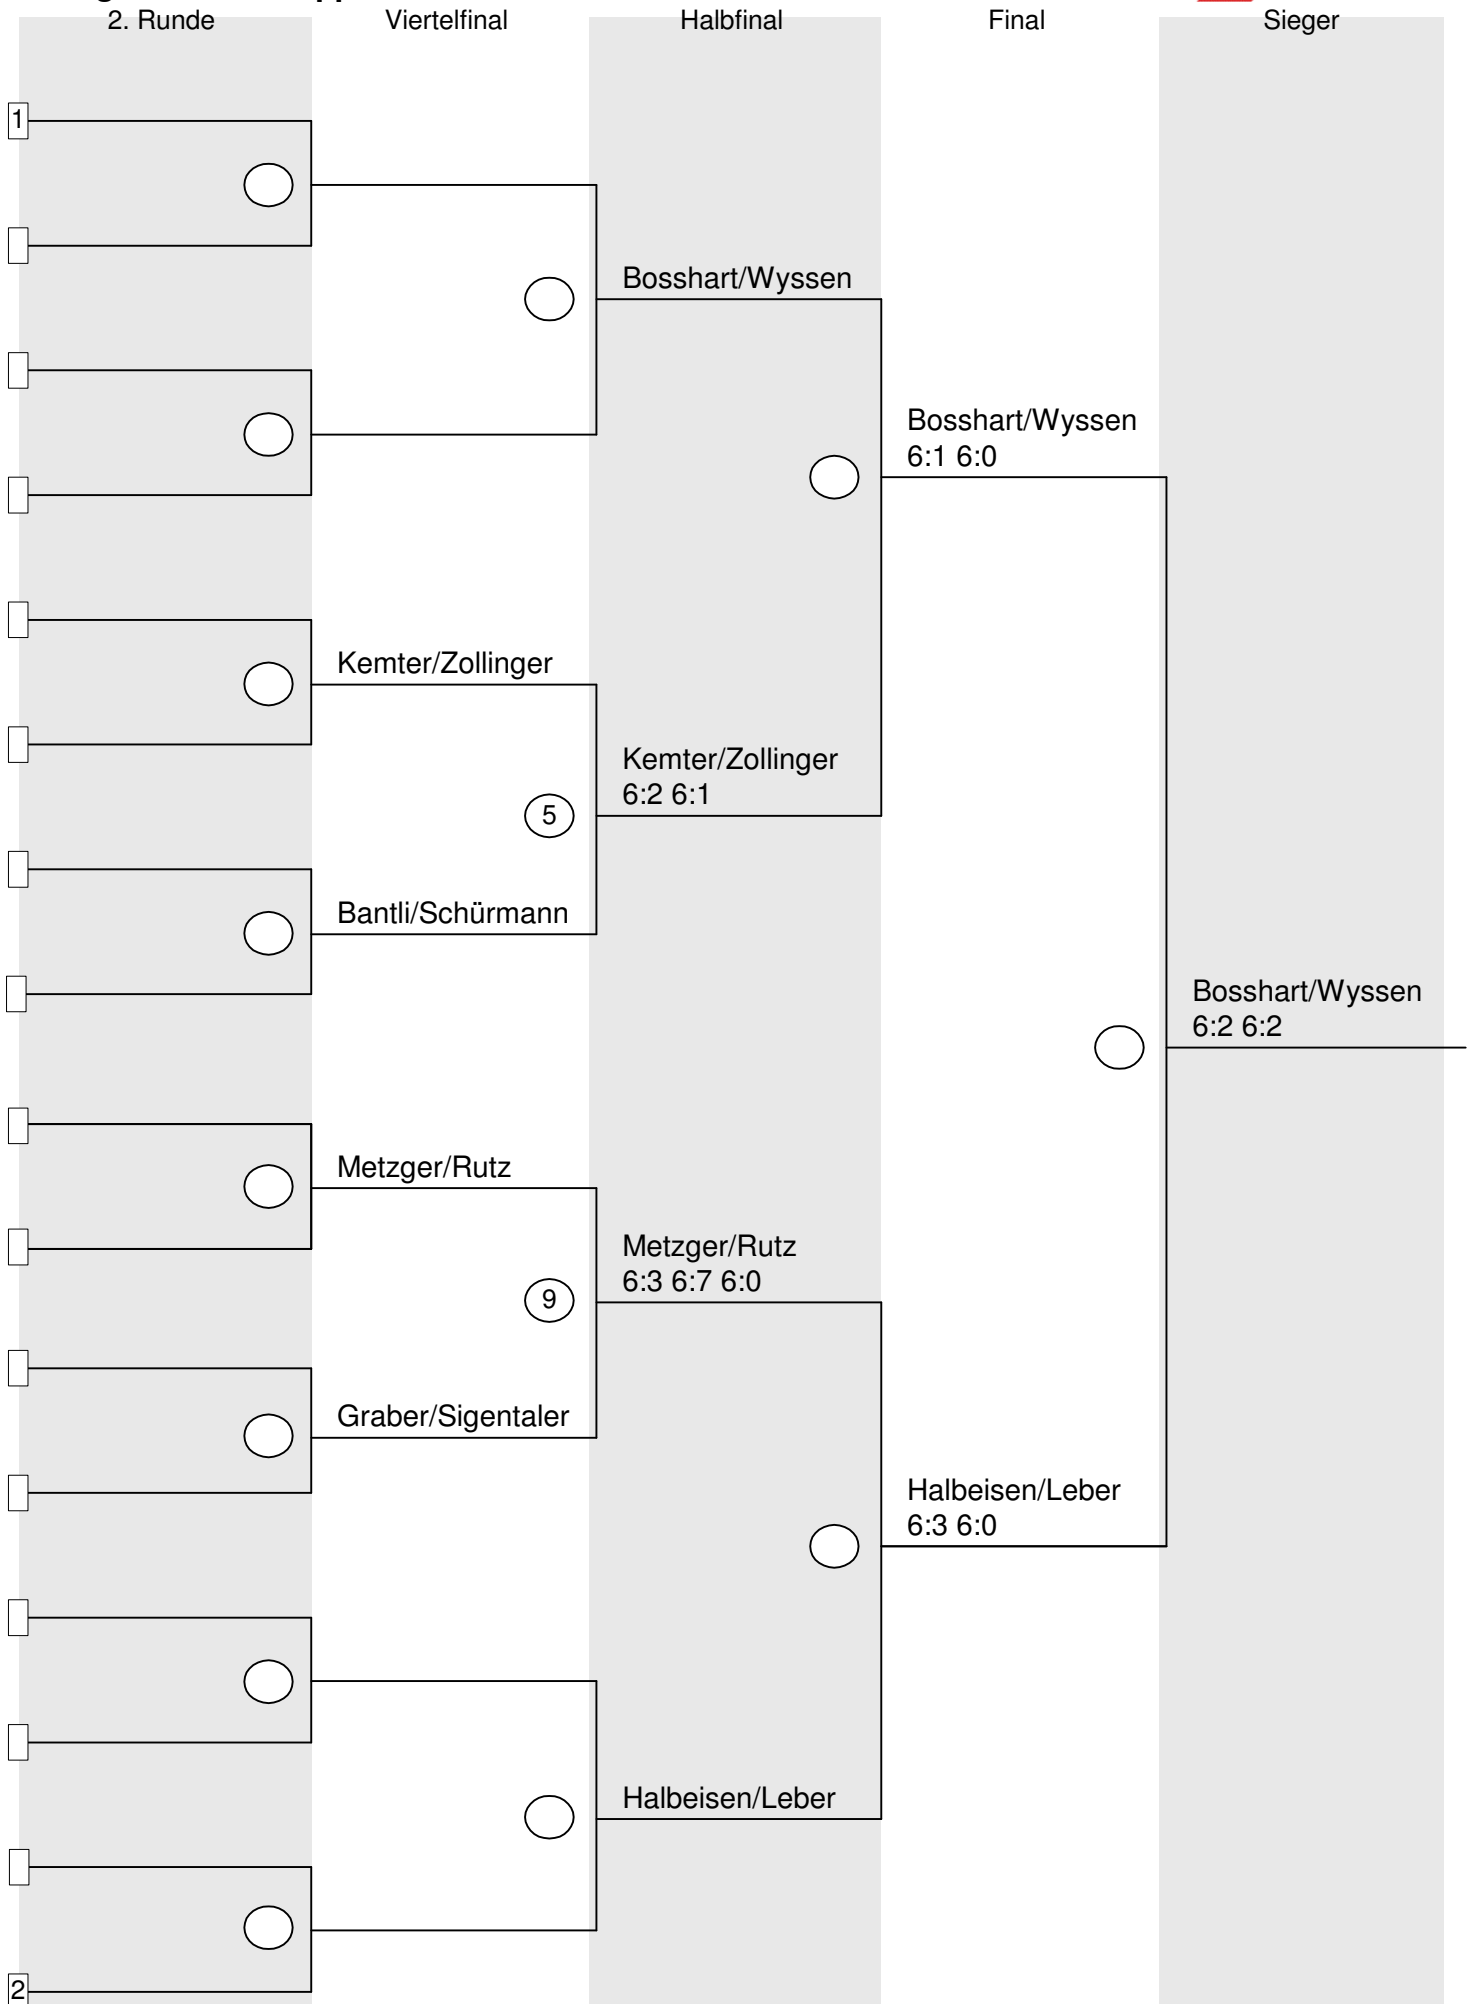 2. Runde
Viertelfinal
Halbfinal
Final
Sieger
1
Bosshart/Wyssen
Bosshart/Wyssen
6:1 6:0
Kemter/Zollinger
Kemter/Zollinger
6:2 6:1
5
Bantli/Schürmann
Bosshart/Wyssen
6:2 6:2
Metzger/Rutz
Metzger/Rutz
6:3 6:7 6:0
9
Graber/Sigentaler
Halbeisen/Leber
6:3 6:0
Halbeisen/Leber
2